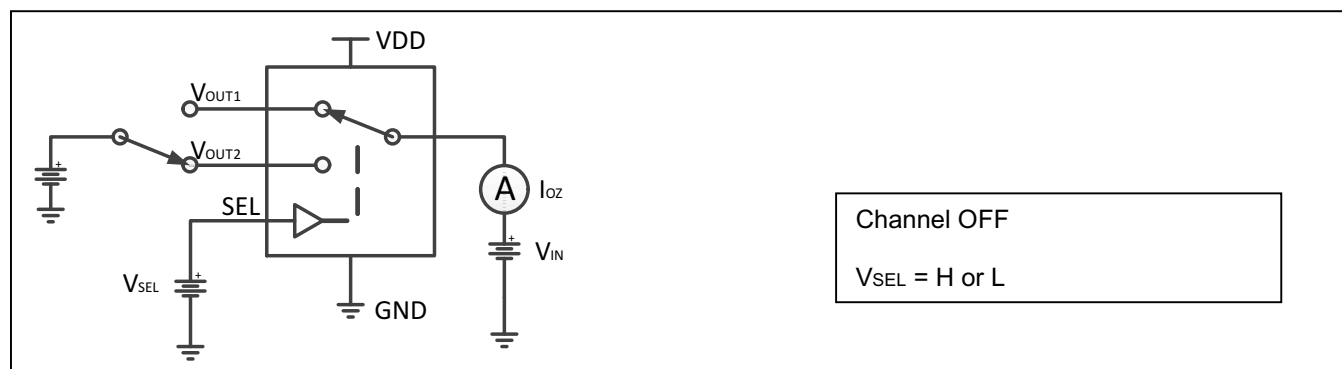 VDD
VOUT1
VOUT2
SEL
A
IOZ
VIN
VSEL
GND
+
+
+
Channel OFF
VSEL = H or L